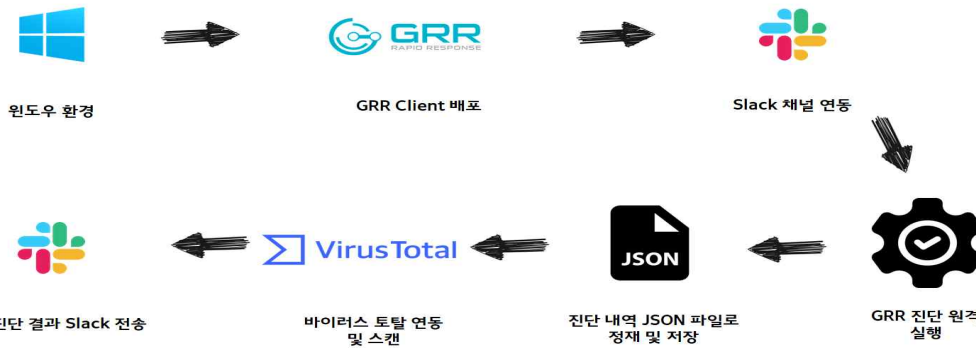 GRR
RAPID RESPONSE
윈도우 환경
GRR Client 배포
Slack 채널 연동
VirusTotal
JSON
진단 결과 Slack 전송
바이러스 토탈 연동
및 스캔
진단 내역 JSON 파일로
정재 및 저장
GRR 진단 원격
실행